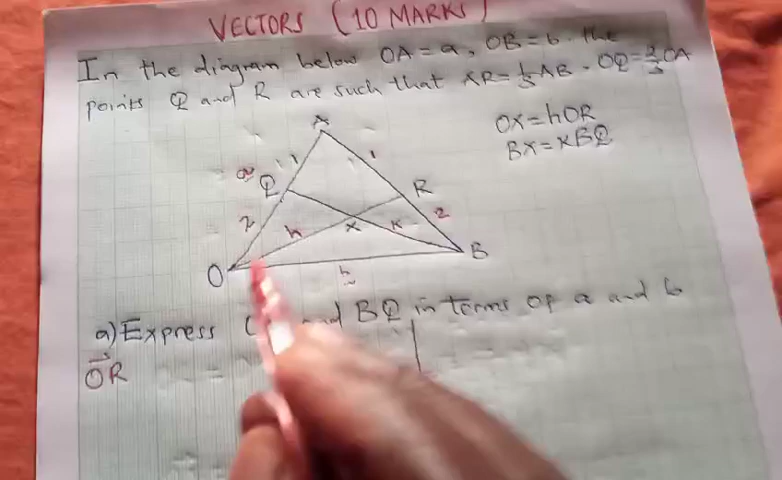 VECTORS (10 MARKS)
In the diagram below OA = a, OB = b. the
points Q and R are such that AR = 1/3 AB. OQ = 2/3 OA
OX = hOR
BX = KBQ
A
a 1 1
Q R
2 h X K 2
O B
b
a) Express and BQ in terms of a and b
OR